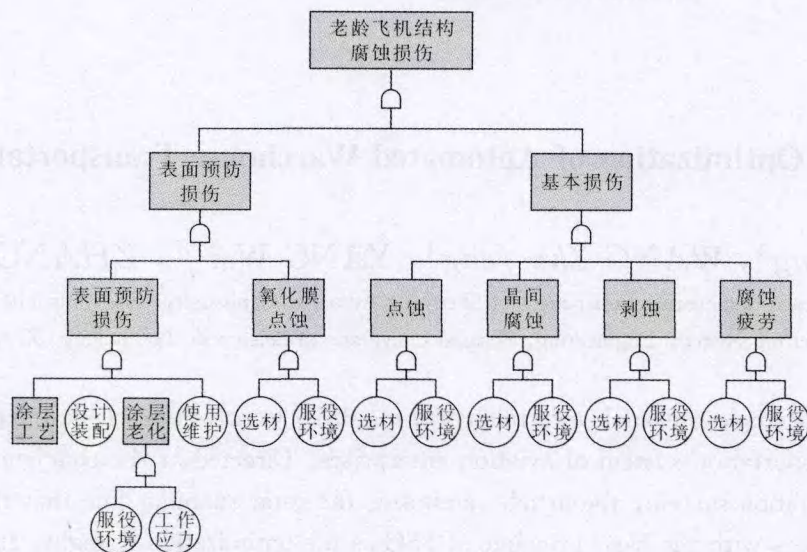 老龄飞机结构
腐蚀损伤
表面预防
损伤
基本损伤
表面预防
损伤
氧化膜
点蚀
点蚀
晶间
腐蚀
剥蚀
腐蚀
疲劳
涂层
工艺
设计
装配
涂层
老化
使用
维护
选材
服役
环境
选材
服役
环境
选材
服役
环境
选材
服役
环境
选材
服役
环境
服役
环境
工作
应力